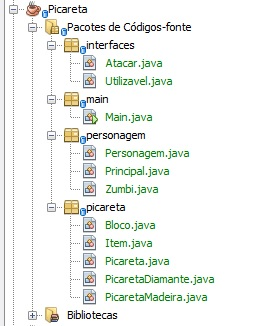 Picareta
Pacotes de Códigos-fonte
interfaces
Atacar.java
Utilizavel.java
main
Main.java
personagem
Personagem.java
Principal.java
Zumbi.java
picareta
Bloco.java
Item.java
Picareta.java
PicaretaDiamante.java
PicaretaMadeira.java
Bibliotecas